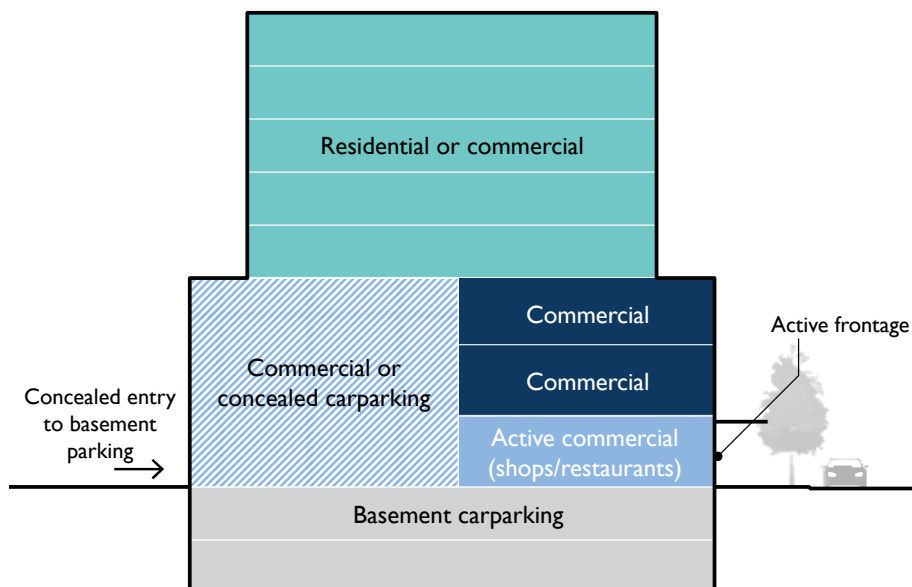 Residential or commercial
Commercial
Active frontage
Commercial or
concealed carparking
Commercial
Concealed entry
to basement
parking
Active commercial
(shops/restaurants)
Basement carparking